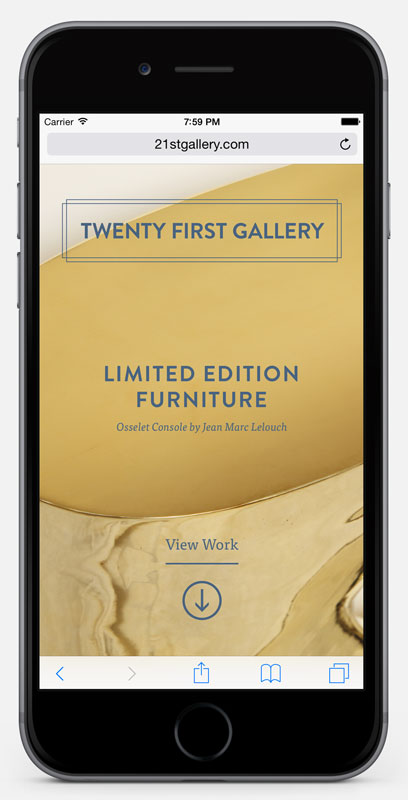 Carrier 7:59 PM
21stgallery.com
TWENTY FIRST GALLERY
LIMITED EDITION
FURNITURE
Osselet Console by Jean Marc Lelouch
View Work